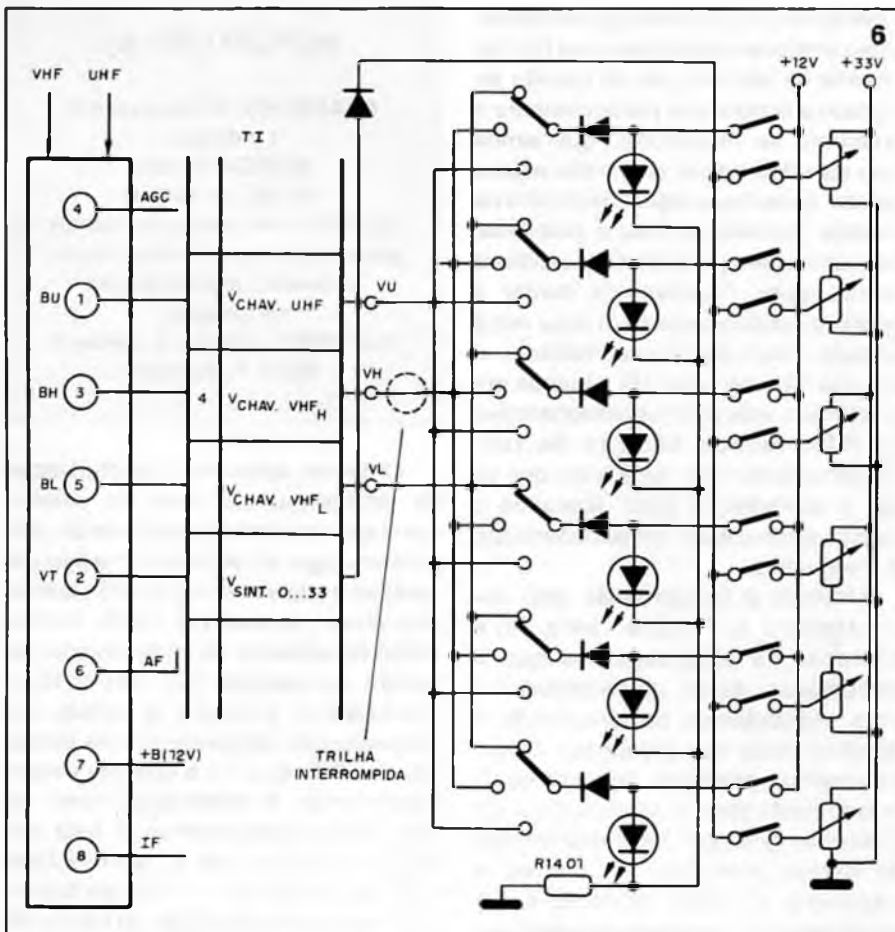 6
+12V
+33V
VHF
UHF
TI
4
AGC
BU
1
V CHAV. UHF
VU
BH
3
4
V CHAV. VHF H
VH
BL
5
V CHAV. VHF L
VL
VT
2
V SINT. 0...33
6
AF
TRILHA
INTERROMPIDA
7
+B(12V)
8
IF
R1401